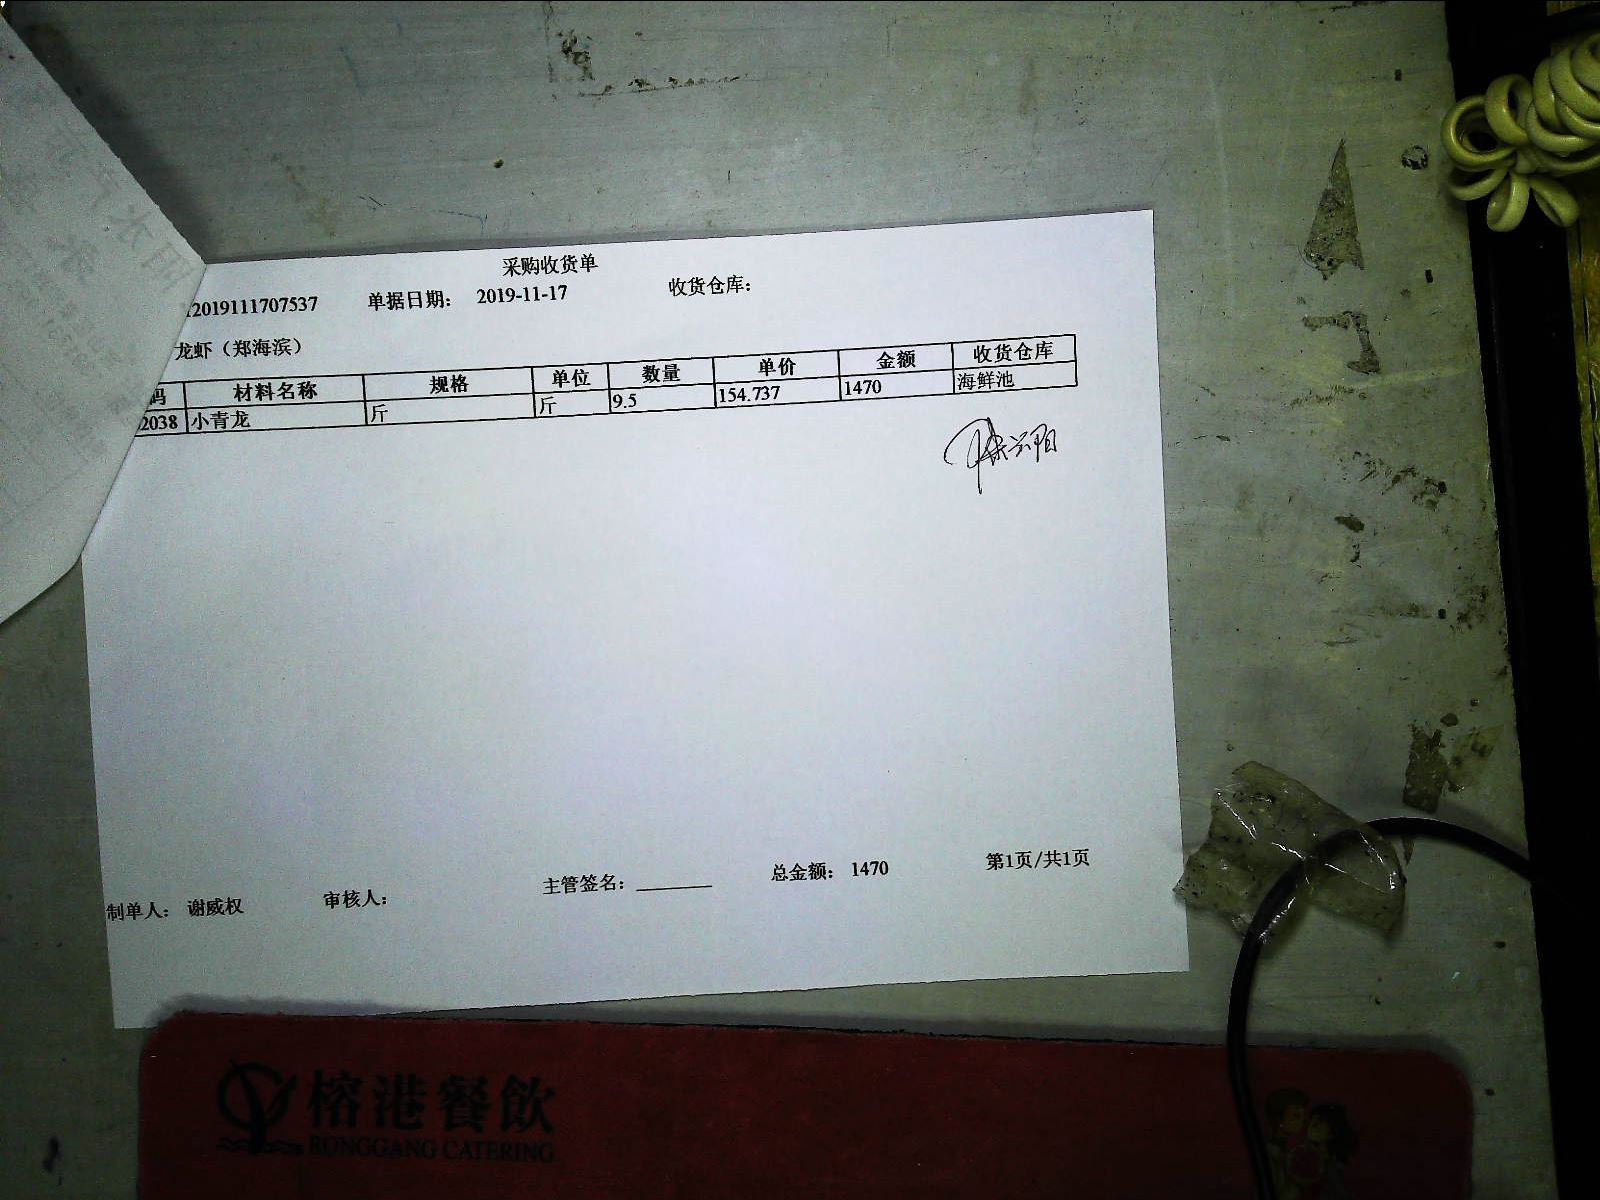 采购收货单
2019111707537 单据日期： 2019-11-17 收货仓库：
龙虾（郑海滨）
码 材料名称 规格 单位 数量 单价 金额 收货仓库
2038 小青龙 斤 斤 9.5 154.737 1470 海鲜池
制单人： 谢威权 审核人： 主管签名： 总金额： 1470 第1页/共1页
榕港餐飲
RONGGANG CATERING